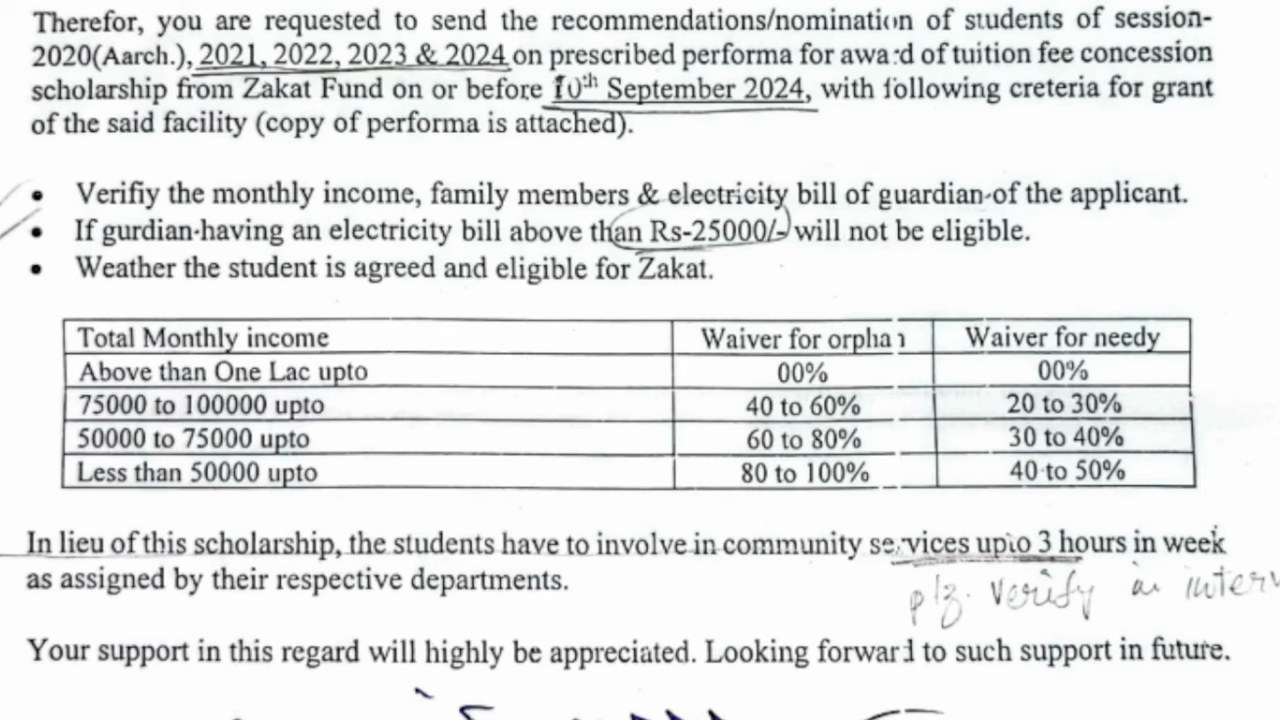 Therefor, you are requested to send the recommendations/nomination of students of session-
2020(Aarch.), 2021, 2022, 2023 & 2024 on prescribed performa for award of tuition fee concession
scholarship from Zakat Fund on or before 10th September 2024, with following creteria for grant
of the said facility (copy of performa is attached).
• Verifiy the monthly income, family members & electricity bill of guardian-of the applicant.
• If gurdian-having an electricity bill above than Rs-25000/- will not be eligible.
• Weather the student is agreed and eligible for Zakat.
Total Monthly income Waiver for orphan Waiver for needy
Above than One Lac upto 00% 00%
75000 to 100000 upto 40 to 60% 20 to 30%
50000 to 75000 upto 60 to 80% 30 to 40%
Less than 50000 upto 80 to 100% 40 to 50%
In lieu of this scholarship, the students have to involve in community services upto 3 hours in week
as assigned by their respective departments.
plz. verify in
Your support in this regard will highly be appreciated. Looking forward to such support in future.